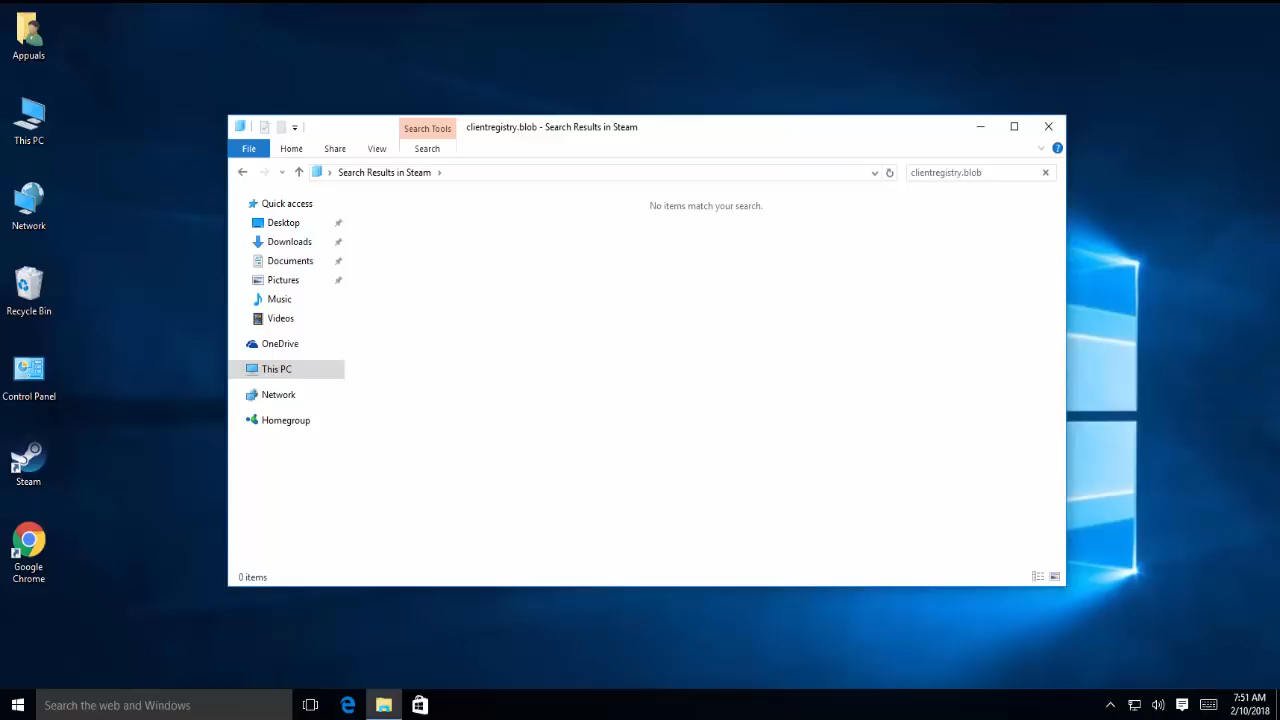 Appuals
This PC
Network
Recycle Bin
Control Panel
Steam
Google
Chrome
Search Tools
clientregistry.blob - Search Results in Steam
File
Home
Share
View
Search
Search Results in Steam
clientregistry.blob
Quick access
Desktop
Downloads
Documents
Pictures
Music
Videos
OneDrive
This PC
Network
Homegroup
No items match your search.
0 items
Search the web and Windows
7:51 AM
2/10/2018